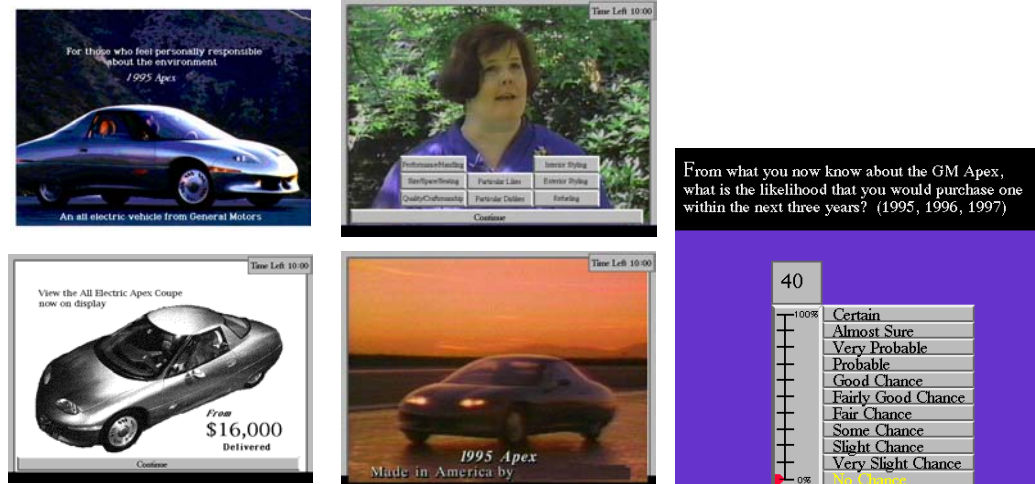 For those who feel personally responsible
about the environment
1995 Apex
An all electric vehicle from General Motors
Time Left 10:00
Performance/Handling
Interior Styling
Size/Space/Seating
Particular Likes
Exterior Styling
Quality/Craftsmanship
Particular Dislikes
Refueling
Continue
Time Left 10:00
View the All Electric Apex Coupe
now on display
From
$16,000
Delivered
Continue
Time Left 10:00
1995 Apex
Made in America by
From what you now know about the GM Apex,
what is the likelihood that you would purchase one
within the next three years? (1995, 1996, 1997)
40
100%
Certain
Almost Sure
Very Probable
Probable
Good Chance
Fairly Good Chance
Fair Chance
Some Chance
Slight Chance
Very Slight Chance
0%
No Chance